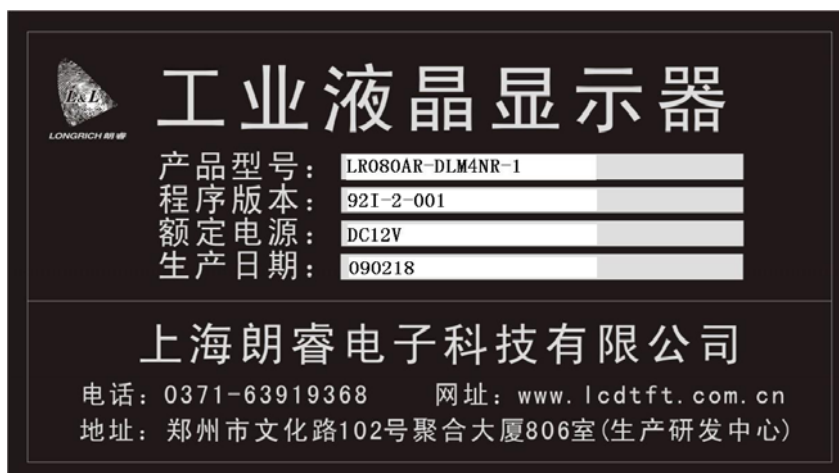 L&L
LONGRICH 朗睿
工业液晶显示器
产品型号：LR080AR-DLM4NR-1
程序版本：92I-2-001
额定电源：DC12V
生产日期：090218
上海朗睿电子科技有限公司
电话：0371-63919368 网址：www.lcdtft.com.cn
地址：郑州市文化路102号聚合大厦806室(生产研发中心)